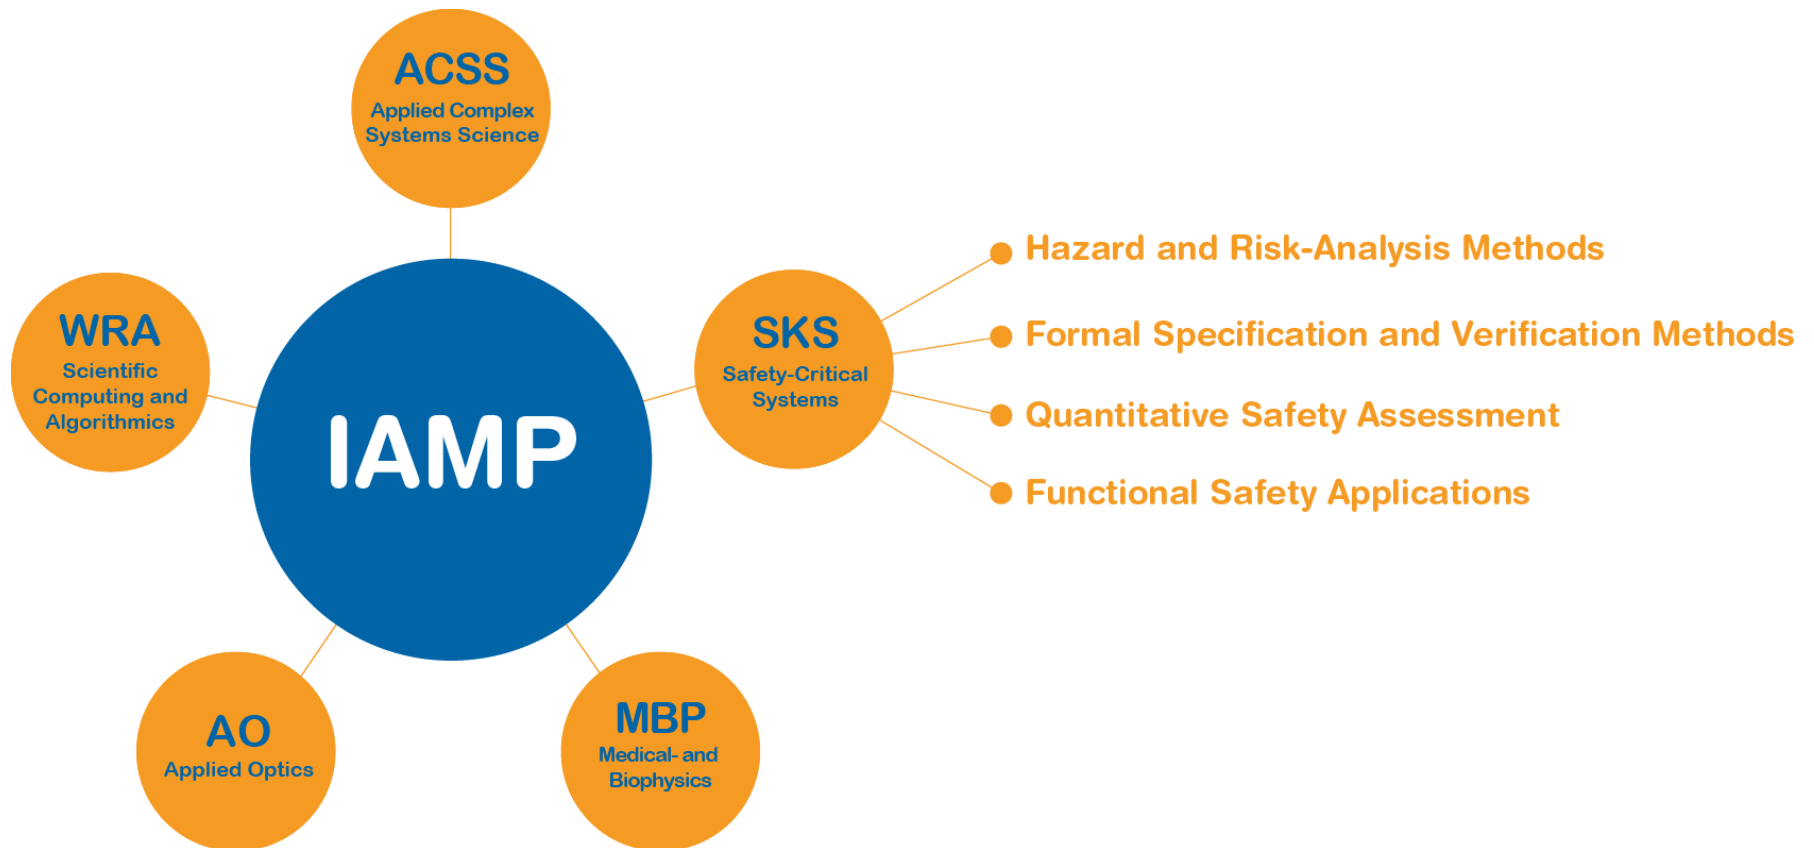 ACSS
Applied Complex
Systems Science
WRA
Scientific
Computing and
Algorithmics
IAMP
SKS
Safety-Critical
Systems
Hazard and Risk-Analysis Methods
Formal Specification and Verification Methods
Quantitative Safety Assessment
Functional Safety Applications
AO
Applied Optics
MBP
Medical- and
Biophysics